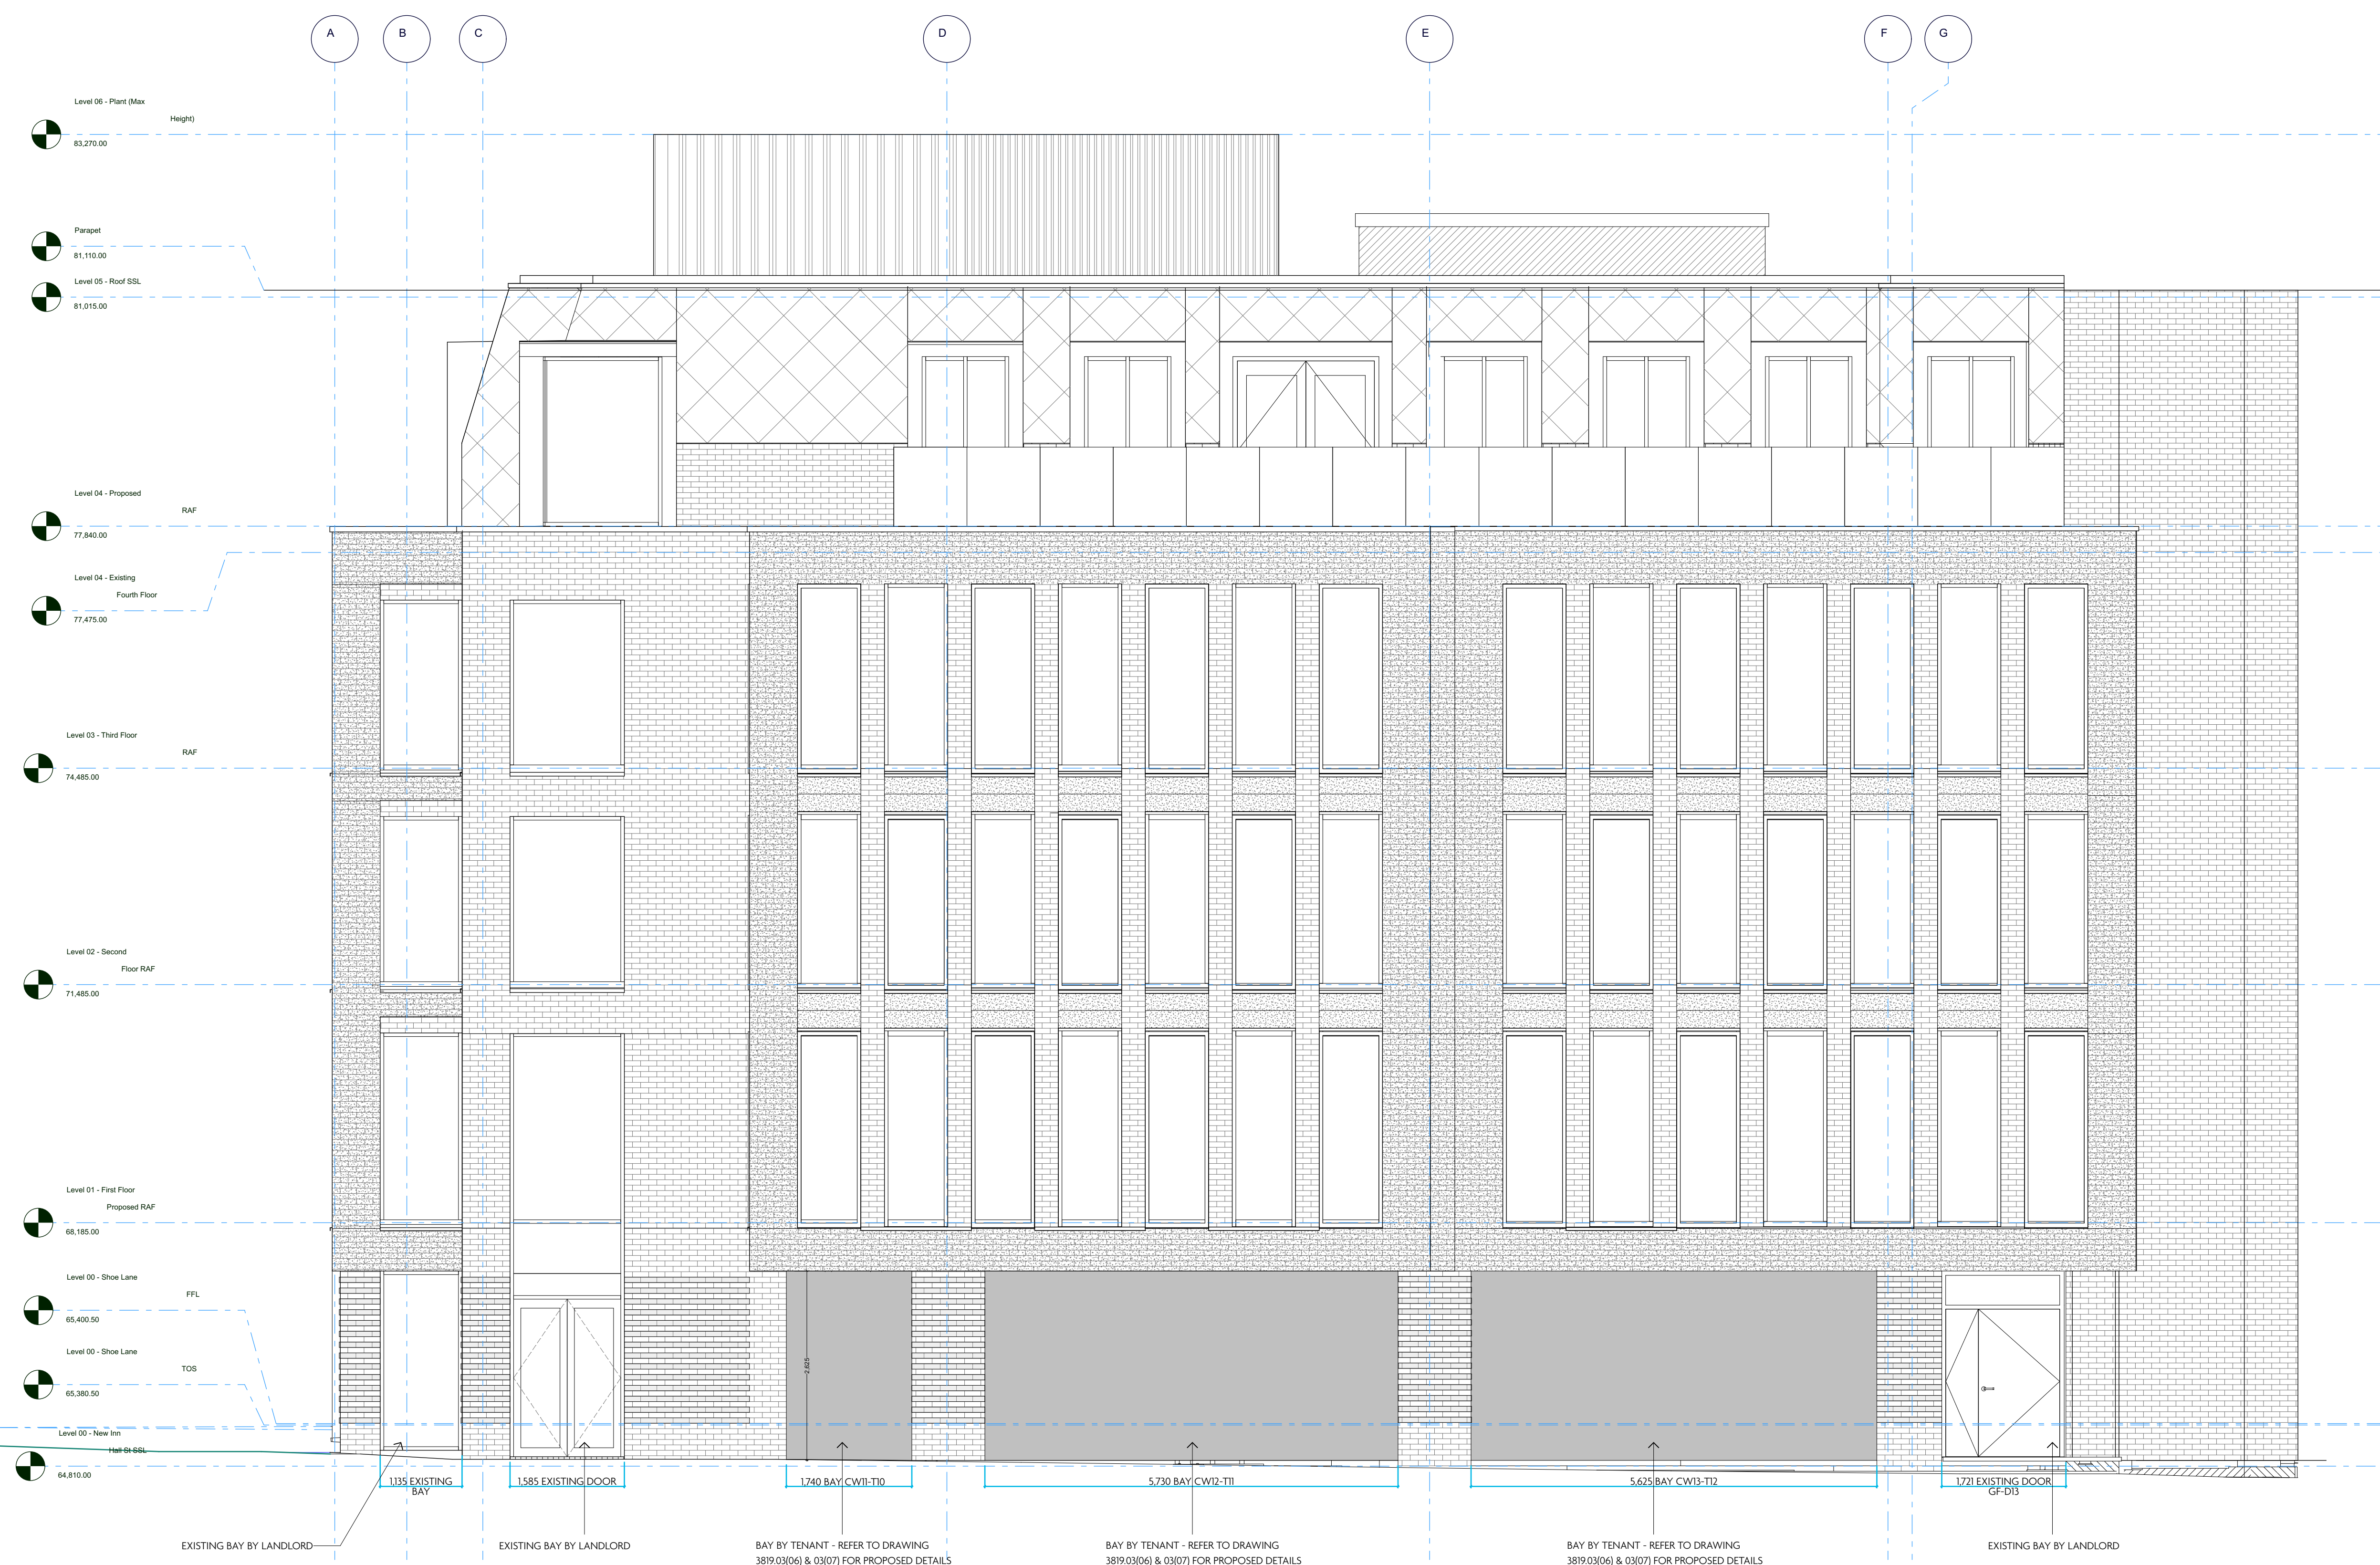 A
B
C
D
E
F
G
Level 06 - Plant (Max
Height)
83,270.00
Parapet
81,110.00
Level 05 - Roof SSL
81,015.00
Level 04 - Proposed
RAF
77,840.00
Level 04 - Existing
Fourth Floor
77,475.00
Level 03 - Third Floor
RAF
74,485.00
Level 02 - Second
Floor RAF
71,485.00
Level 01 - First Floor
Proposed RAF
68,185.00
Level 00 - Shoe Lane
FFL
65,400.50
Level 00 - Shoe Lane
TOS
65,380.50
Level 00 - New Inn
Hall St SSL
64,810.00
2,625
1,135 EXISTING
BAY
1,585 EXISTING DOOR
1,740 BAY CW11-T10
5,730 BAY CW12-T11
5,625 BAY CW13-T12
1,721 EXISTING DOOR
GF-D13
EXISTING BAY BY LANDLORD
EXISTING BAY BY LANDLORD
BAY BY TENANT - REFER TO DRAWING
3819.03(06) & 03(07) FOR PROPOSED DETAILS
BAY BY TENANT - REFER TO DRAWING
3819.03(06) & 03(07) FOR PROPOSED DETAILS
BAY BY TENANT - REFER TO DRAWING
3819.03(06) & 03(07) FOR PROPOSED DETAILS
EXISTING BAY BY LANDLORD